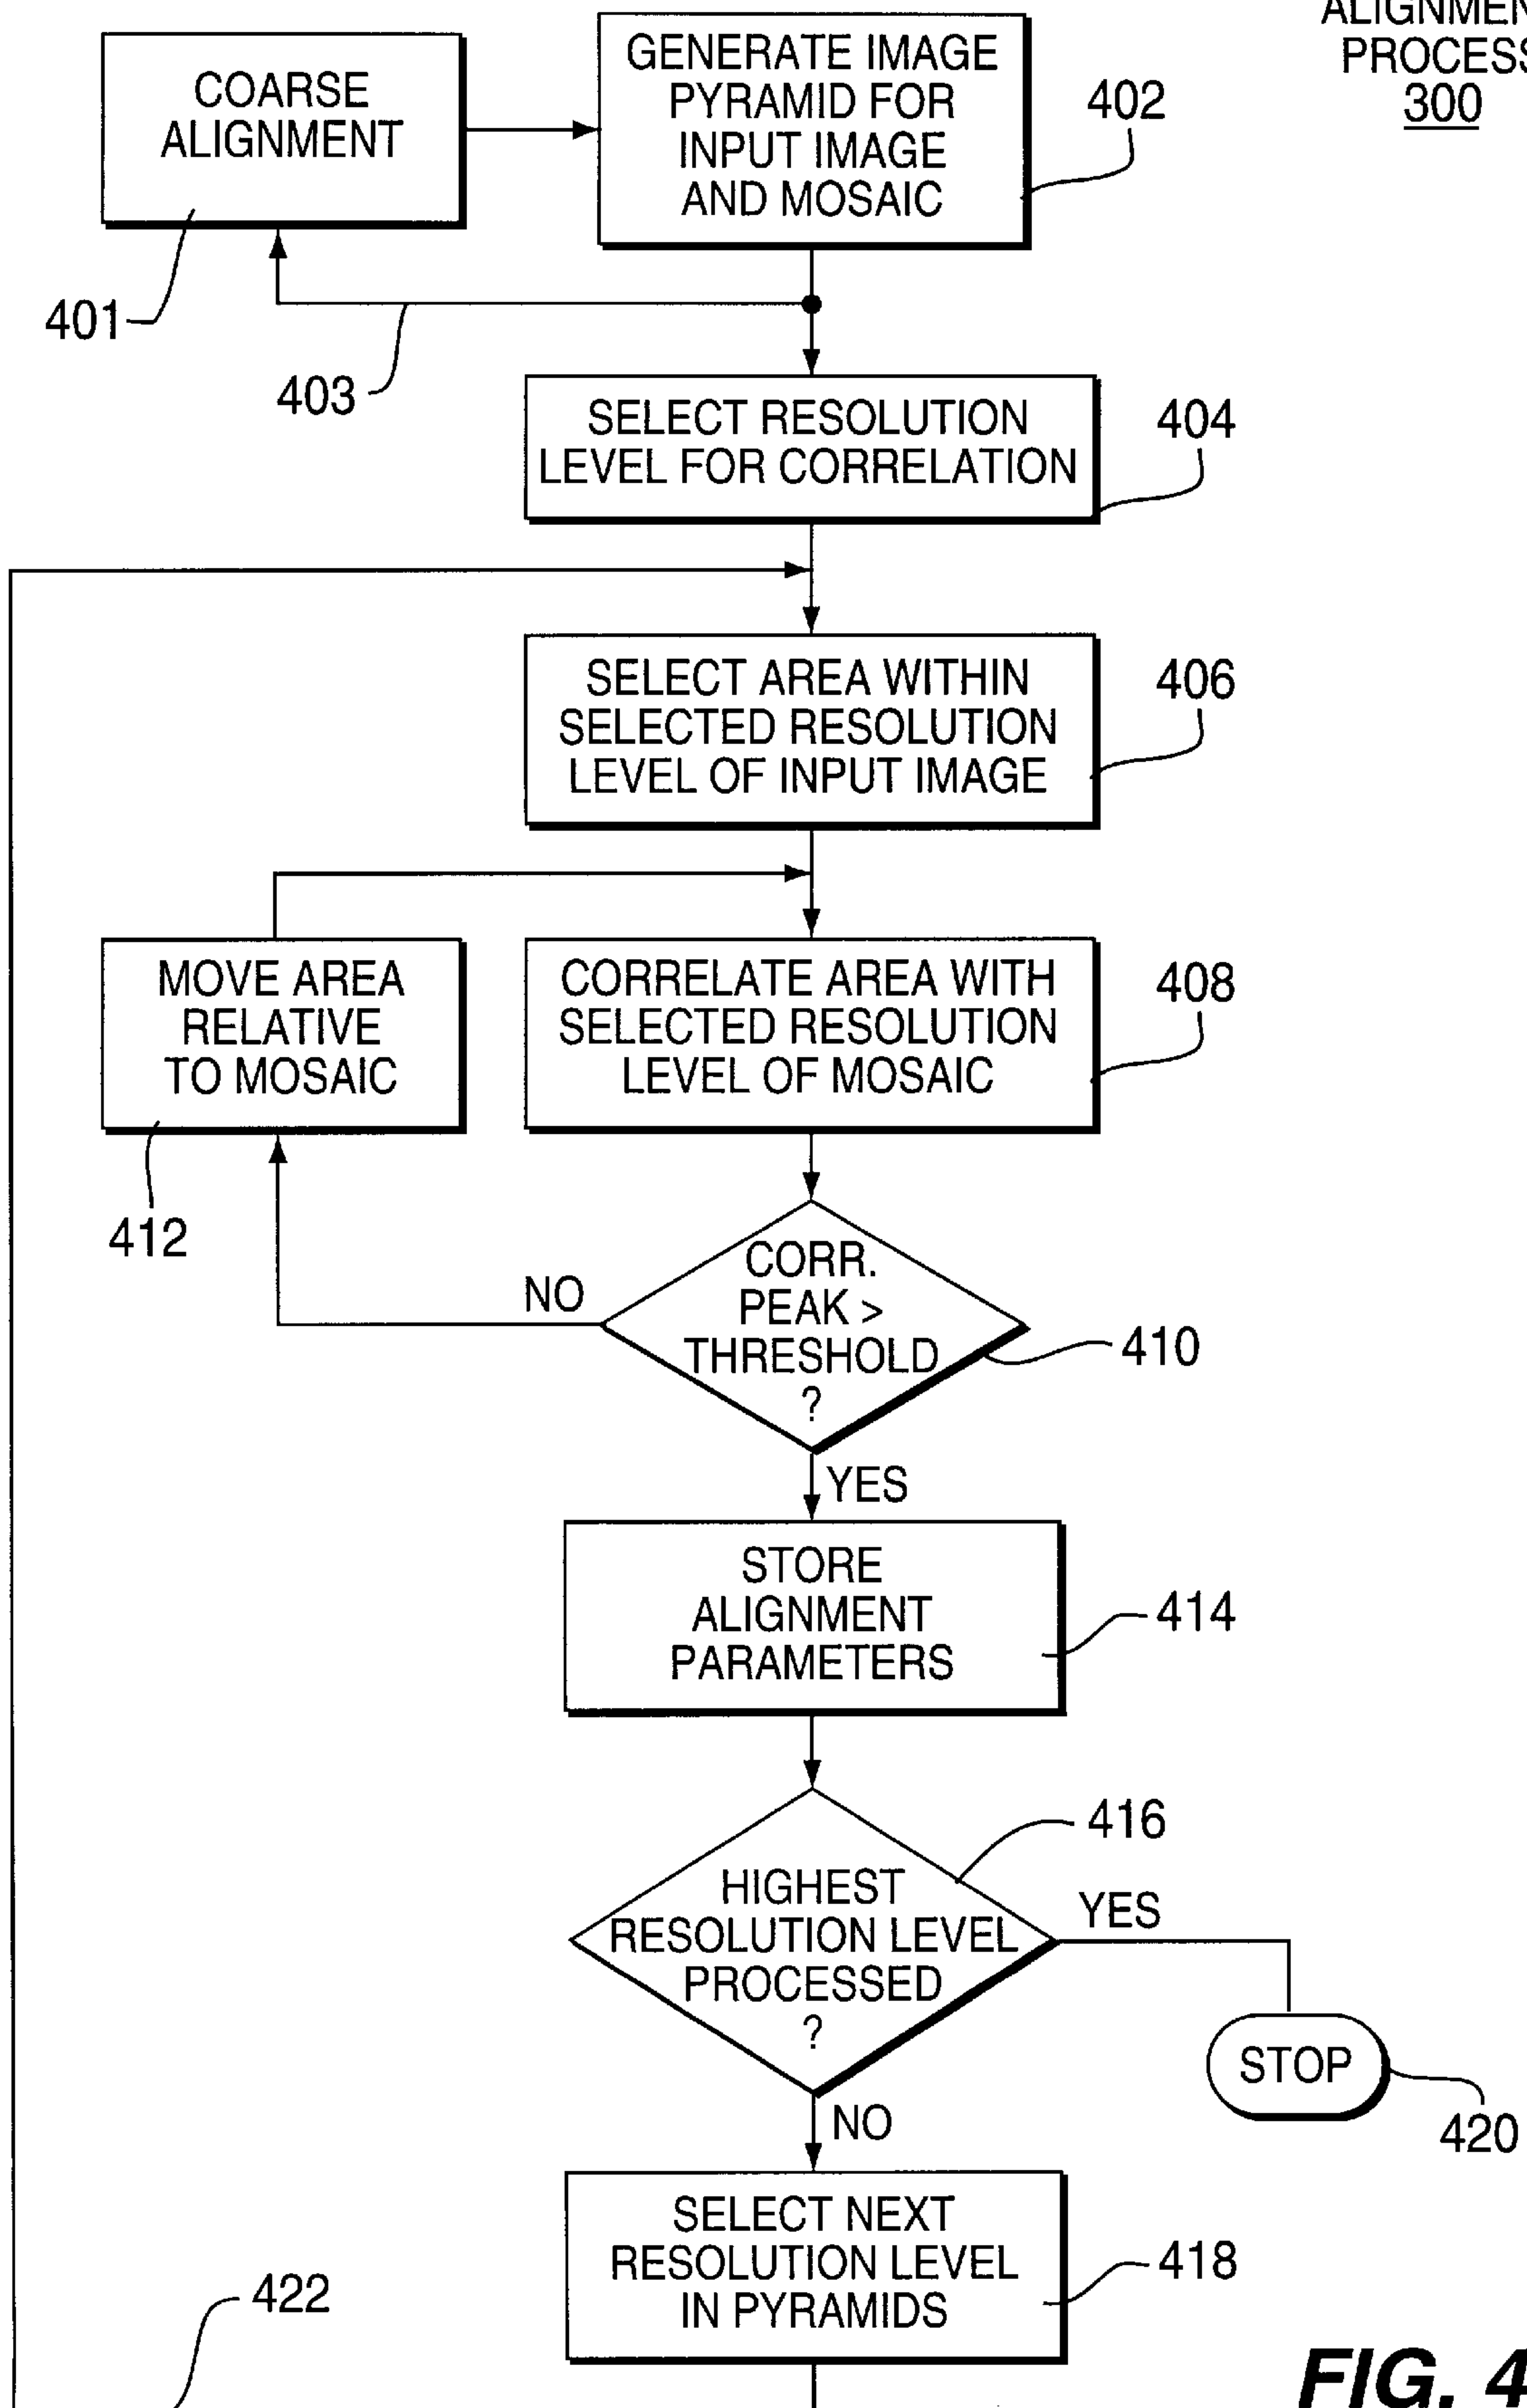 ALIGNMENT
PROCESS
300
COARSE
ALIGNMENT
401
GENERATE IMAGE
PYRAMID FOR
INPUT IMAGE
AND MOSAIC
402
403
SELECT RESOLUTION
LEVEL FOR CORRELATION
404
SELECT AREA WITHIN
SELECTED RESOLUTION
LEVEL OF INPUT IMAGE
406
MOVE AREA
RELATIVE
TO MOSAIC
412
CORRELATE AREA WITH
SELECTED RESOLUTION
LEVEL OF MOSAIC
408
CORR.
PEAK >
THRESHOLD
?
410
NO
YES
STORE
ALIGNMENT
PARAMETERS
414
HIGHEST
RESOLUTION LEVEL
PROCESSED
?
416
YES
STOP
420
NO
SELECT NEXT
RESOLUTION LEVEL
IN PYRAMIDS
418
422
FIG. 4